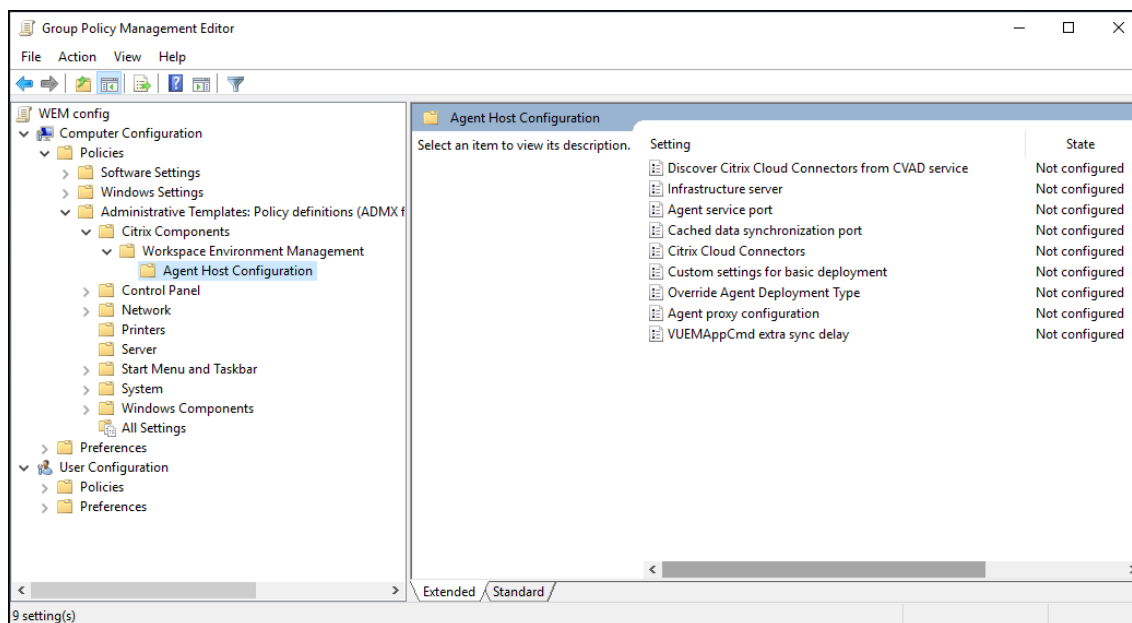 Group Policy Management Editor
File Action View Help
WEM config
Computer Configuration
Policies
Software Settings
Windows Settings
Administrative Templates: Policy definitions (ADMX f
Citrix Components
Workspace Environment Management
Agent Host Configuration
Control Panel
Network
Printers
Server
Start Menu and Taskbar
System
Windows Components
All Settings
Preferences
User Configuration
Policies
Preferences
Agent Host Configuration
Select an item to view its description.
Setting State
Discover Citrix Cloud Connectors from CVAD service Not configured
Infrastructure server Not configured
Agent service port Not configured
Cached data synchronization port Not configured
Citrix Cloud Connectors Not configured
Custom settings for basic deployment Not configured
Override Agent Deployment Type Not configured
Agent proxy configuration Not configured
VUEMAppCmd extra sync delay Not configured
Extended Standard
9 setting(s)